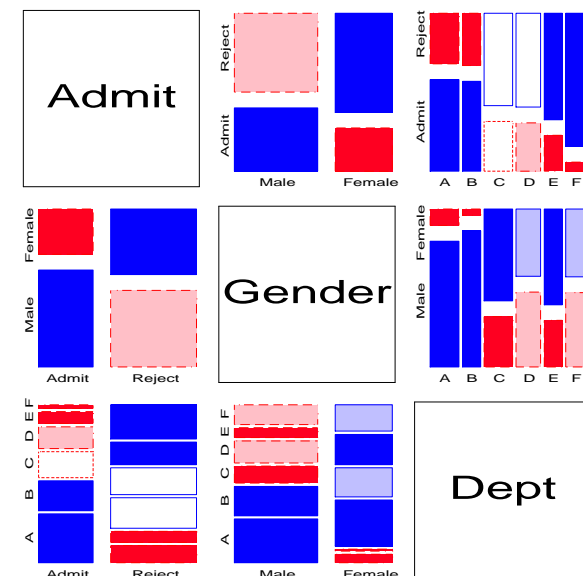 Admit
Reject
Admit
Male Female
Reject
Admit
A B C D E F
Female
Male
Admit Reject
Gender
Female
Male
A B C D E F
F
E
D
C
B
A
Admit Reject
F
E
D
C
B
A
Male Female
Dept